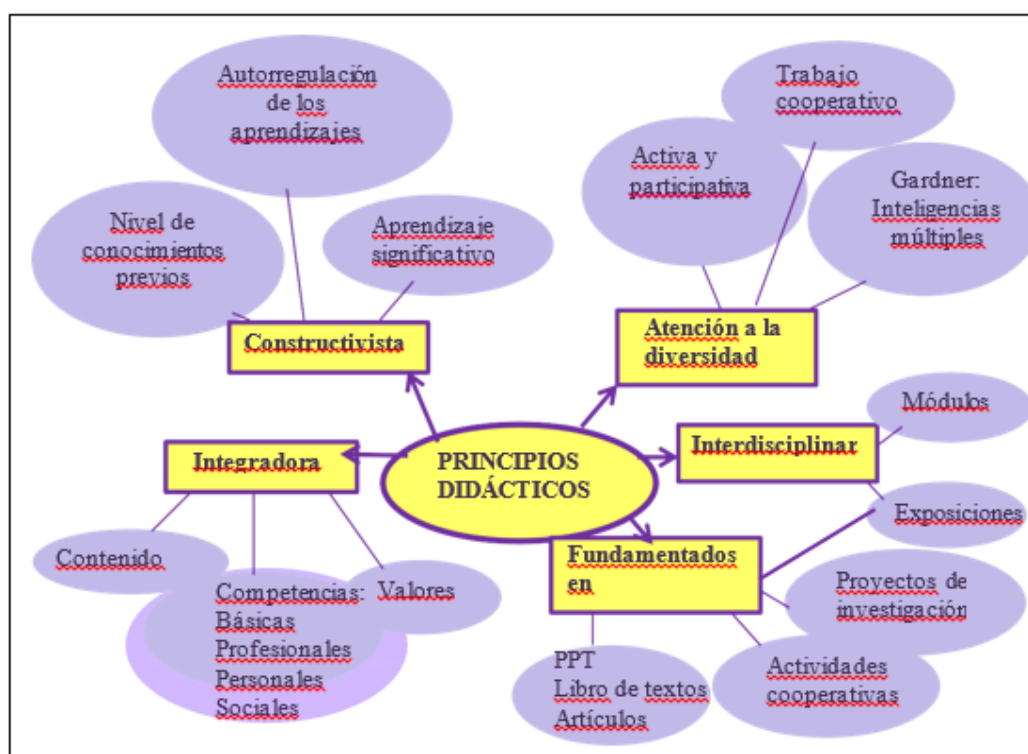 Autorregulación
de los
aprendizajes
Trabajo
cooperativo
Activa y
participativa
Gardner:
Inteligencias
múltiples
Nivel de
conocimientos
previos
Aprendizaje
significativo
Constructivista
Atención a la
diversidad
Módulos
Interdisciplinar
Integradora
PRINCIPIOS
DIDÁCTICOS
Exposiciones
Fundamentados
en
Contenido
Competencias:
Básicas
Profesionales
Personales
Sociales
Valores
Proyectos de
investigación
PPT
Libro de textos
Artículos
Actividades
cooperativas